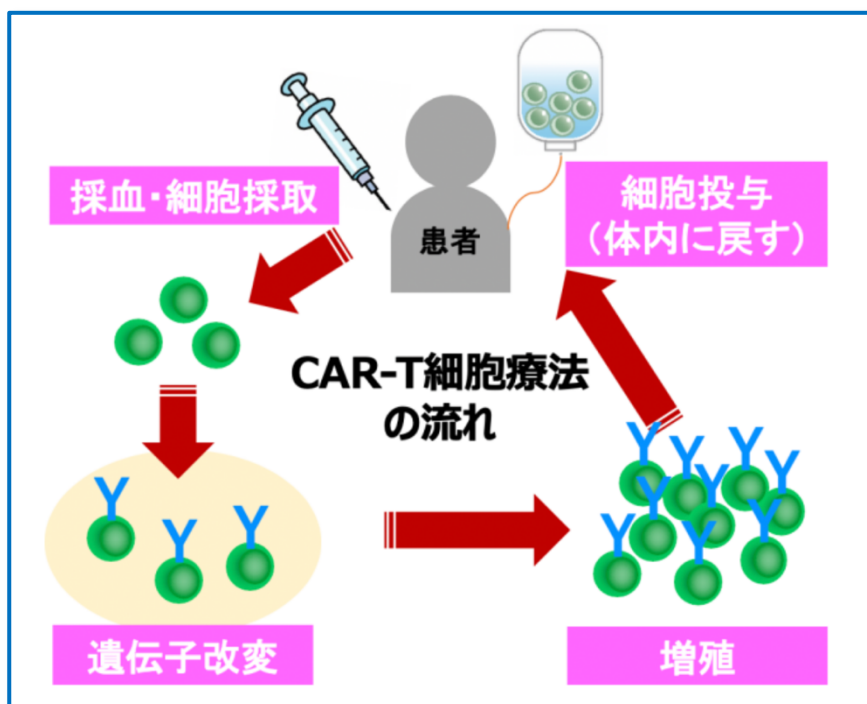 採血・細胞採取
患者
細胞投与
（体内に戻す）
CAR-T細胞療法
の流れ
遺伝子改変
増殖